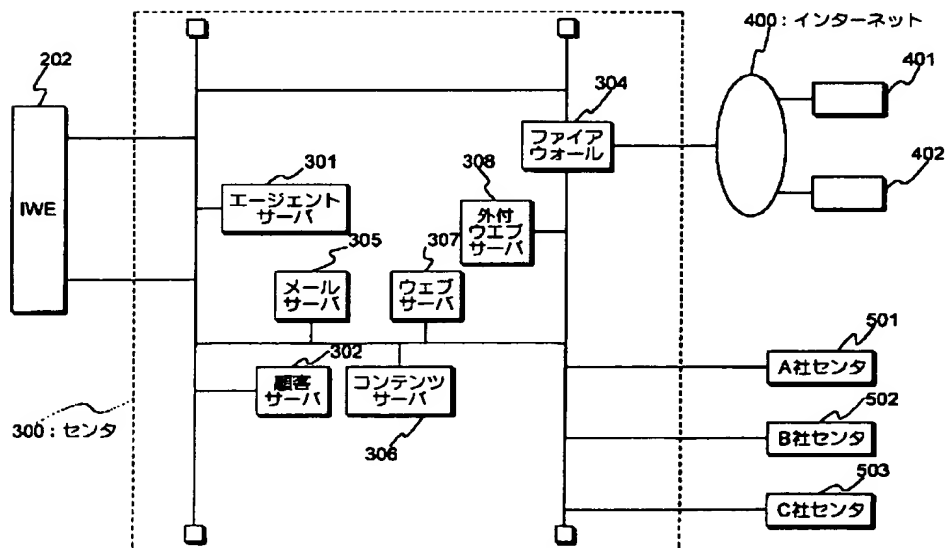 400：インターネット
202
401
304
ファイア
ウォール
402
301
308
エージェント
サーバ
外付
ウエブ
サーバ
IWE
305
307
メール
サーバ
ウェブ
サーバ
501
A社センタ
302
顧客
サーバ
コンテンツ
サーバ
502
B社センタ
300：センタ
306
503
C社センタ